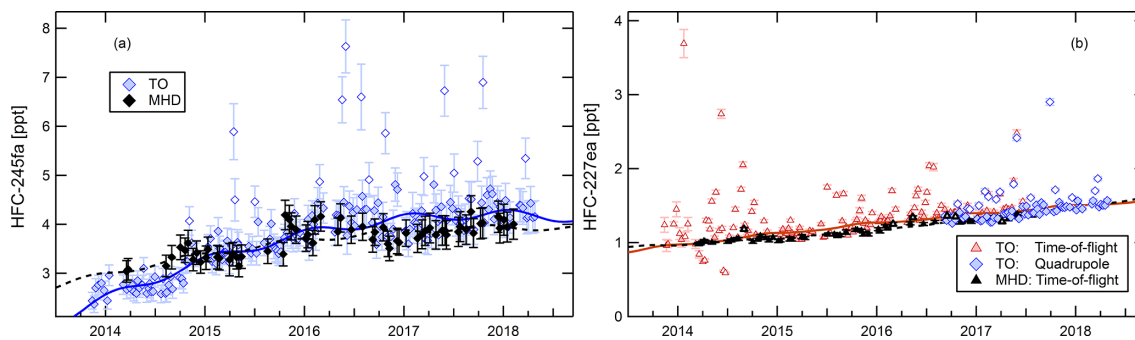 (a)
TO
MHD
HFC-245fa [ppt]
8
7
6
5
4
3
2014
2015
2016
2017
2018
(b)
HFC-227ea [ppt]
4
3
2
1
0
TO: Time-of-flight
TO: Quadrupole
MHD: Time-of-flight
2014
2015
2016
2017
2018